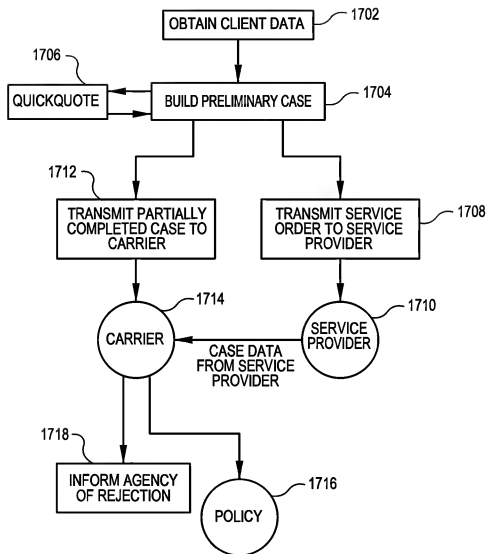 OBTAIN CLIENT DATA
1702
1706
QUICKQUOTE
BUILD PRELIMINARY CASE
1704
1712
TRANSMIT PARTIALLY
COMPLETED CASE TO
CARRIER
TRANSMIT SERVICE
ORDER TO SERVICE
PROVIDER
1708
1714
CARRIER
1710
SERVICE
PROVIDER
CASE DATA
FROM SERVICE
PROVIDER
1718
INFORM AGENCY
OF REJECTION
1716
POLICY